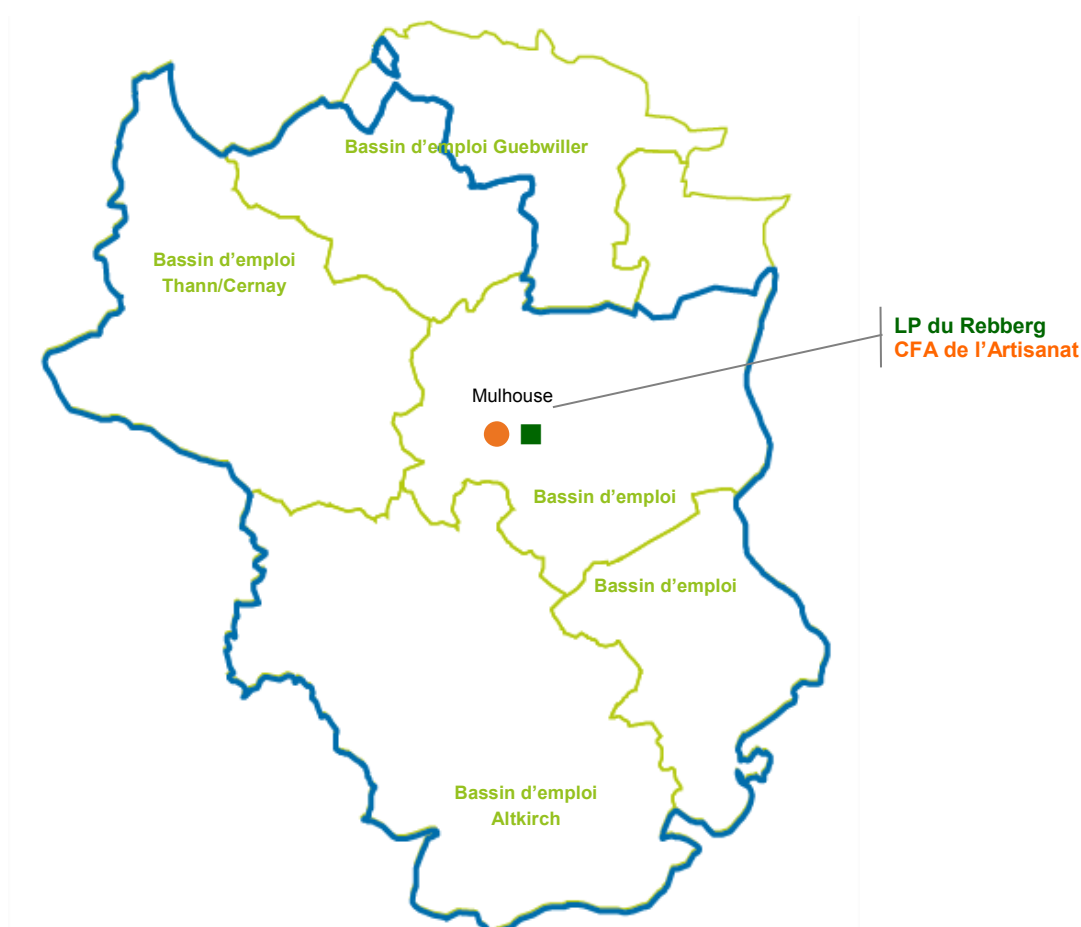 Bassin d'emploi Guebwiller
Bassin d'emploi
Thann/Cernay
LP du Rebberg
CFA de l'Artisanat
Mulhouse
Bassin d'emploi
Bassin d'emploi
Bassin d'emploi
Altkirch